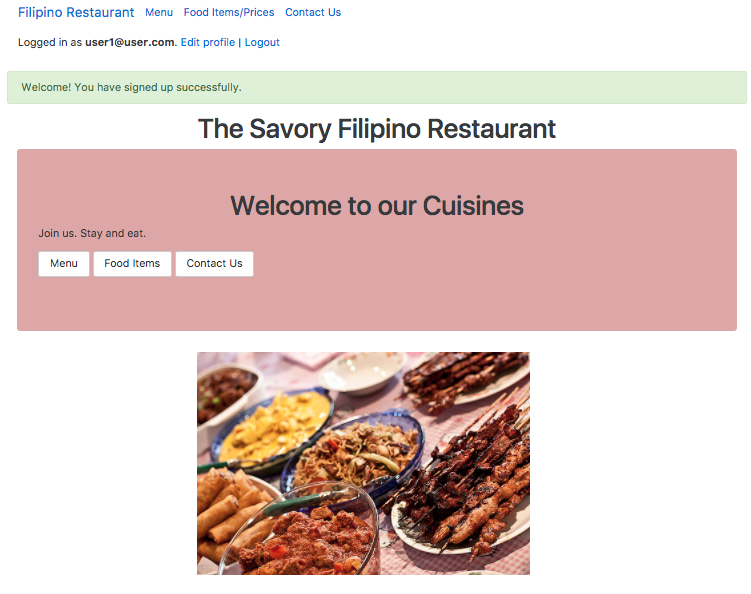 Filipino Restaurant Menu Food Items/Prices Contact Us
Logged in as user1@user.com. Edit profile | Logout
Welcome! You have signed up successfully.
The Savory Filipino Restaurant
Welcome to our Cuisines
Join us. Stay and eat.
Menu Food Items Contact Us